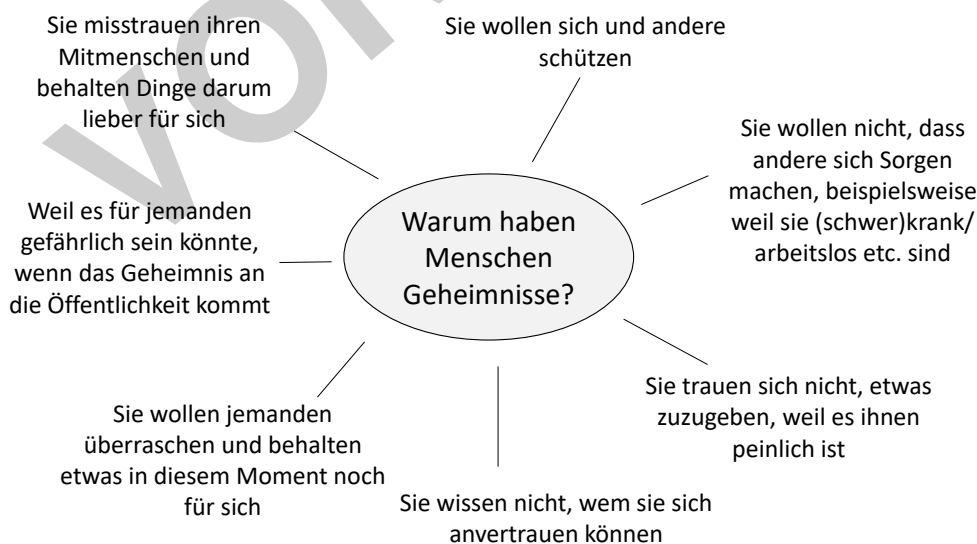 Sie misstrauen ihren
Mitmenschen und
behalten Dinge darum
lieber für sich
Sie wollen sich und andere
schützen
Sie wollen nicht, dass
andere sich Sorgen
machen, beispielsweise
weil sie (schwer)krank/
arbeitslos etc. sind
Weil es für jemanden
gefährlich sein könnte,
wenn das Geheimnis an
die Öffentlichkeit kommt
Warum haben
Menschen
Geheimnisse?
Sie trauen sich nicht, etwas
zuzugeben, weil es ihnen
peinlich ist
Sie wollen jemanden
überraschen und behalten
etwas in diesem Moment noch
für sich
Sie wissen nicht, wem sie sich
anvertrauen können